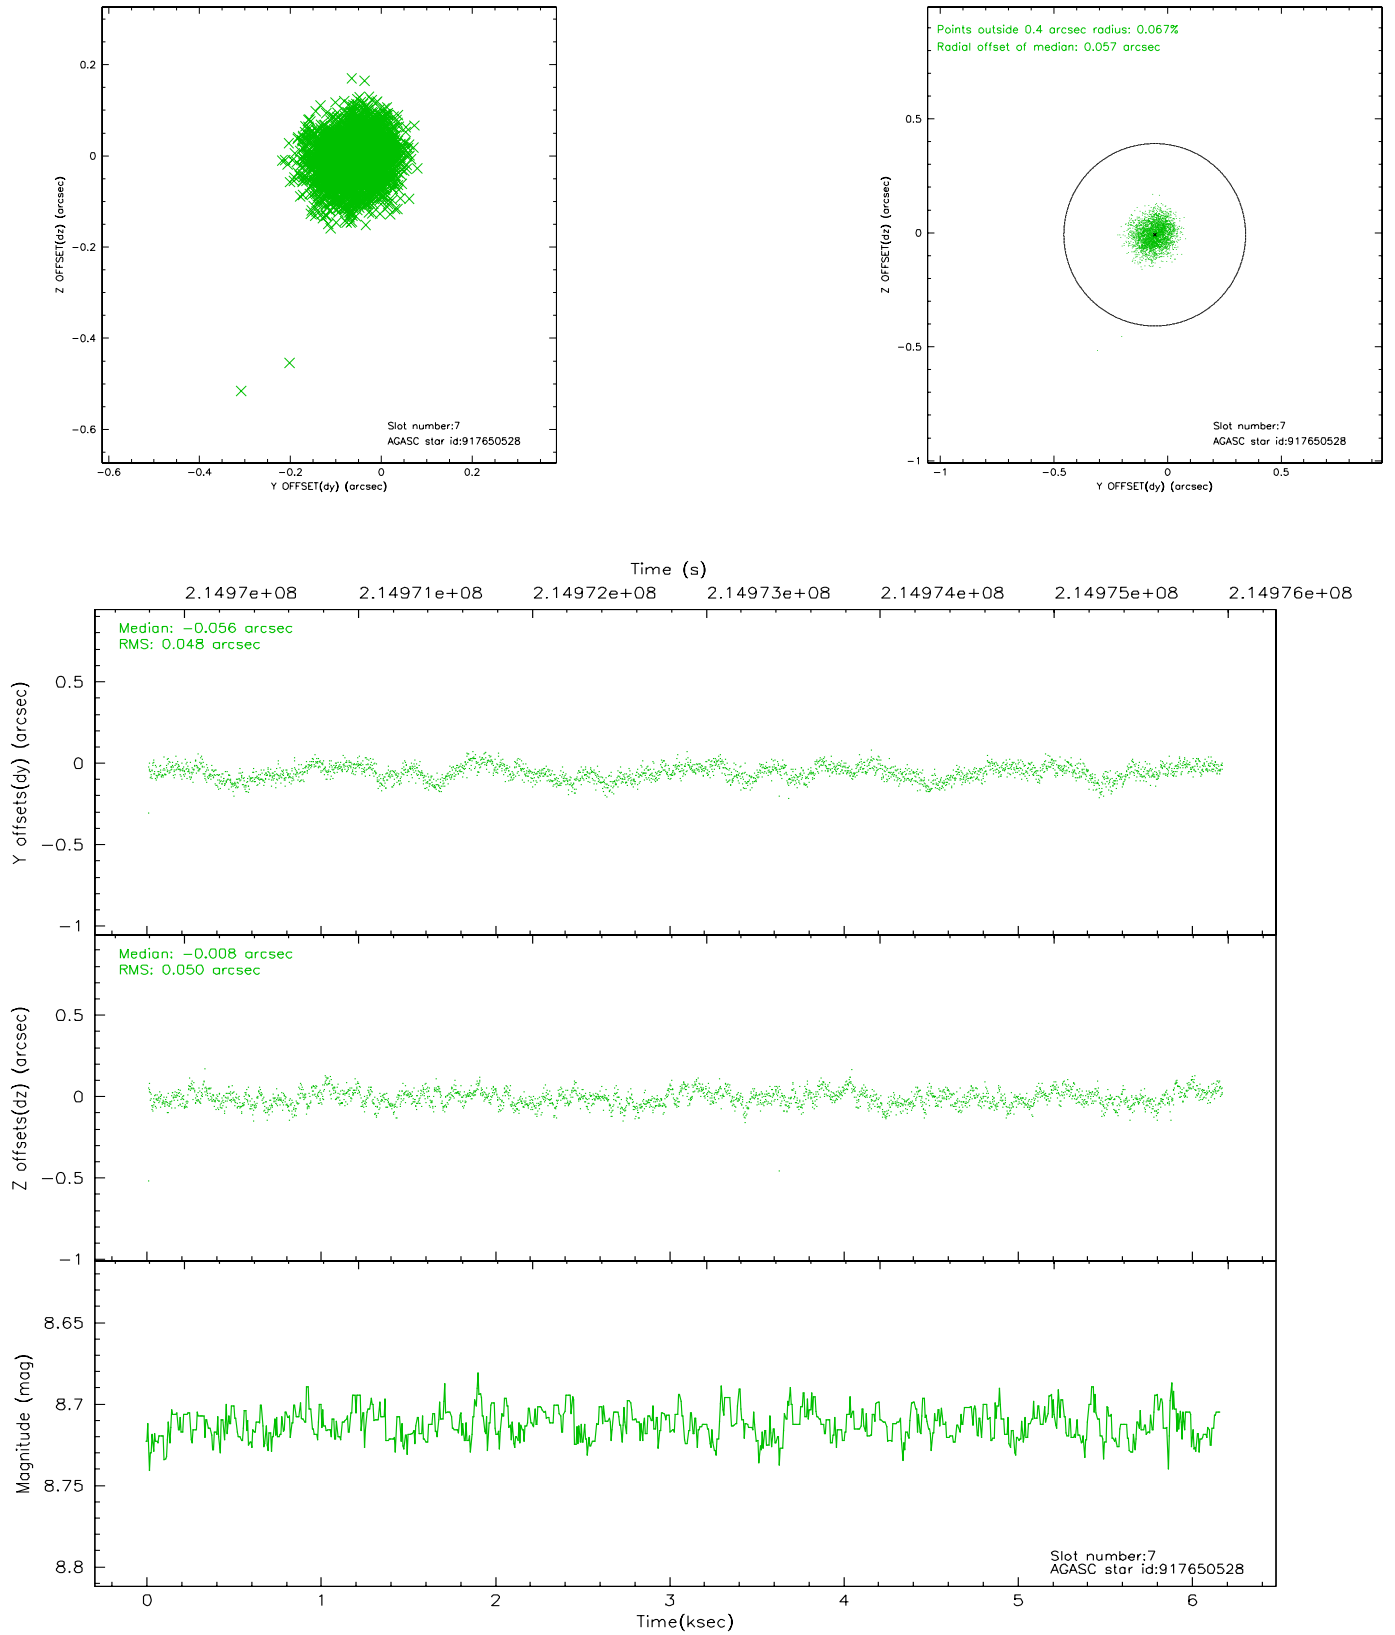 0.2
0
-0.2
-0.4
-0.6
Z OFFSET(dz) (arcsec)
-0.6 -0.4 -0.2 0 0.2
Y OFFSET(dy) (arcsec)
Slot number:7
AGASC star id:917650528
Points outside 0.4 arcsec radius: 0.067%
Radial offset of median: 0.057 arcsec
0.5
0
-0.5
-1
Z OFFSET(dz) (arcsec)
-1 -0.5 0 0.5
Y OFFSET(dy) (arcsec)
Slot number:7
AGASC star id:917650528
Time (s)
2.1497e+08 2.14971e+08 2.14972e+08 2.14973e+08 2.14974e+08 2.14975e+08 2.14976e+08
Median: -0.056 arcsec
RMS: 0.048 arcsec
0.5
0
-0.5
-1
Y offsets(dy) (arcsec)
Median: -0.008 arcsec
RMS: 0.050 arcsec
0.5
0
-0.5
-1
Z offsets(dz) (arcsec)
8.65
8.7
8.75
8.8
Magnitude (mag)
Slot number:7
AGASC star id:917650528
0 1 2 3 4 5 6
Time(ksec)